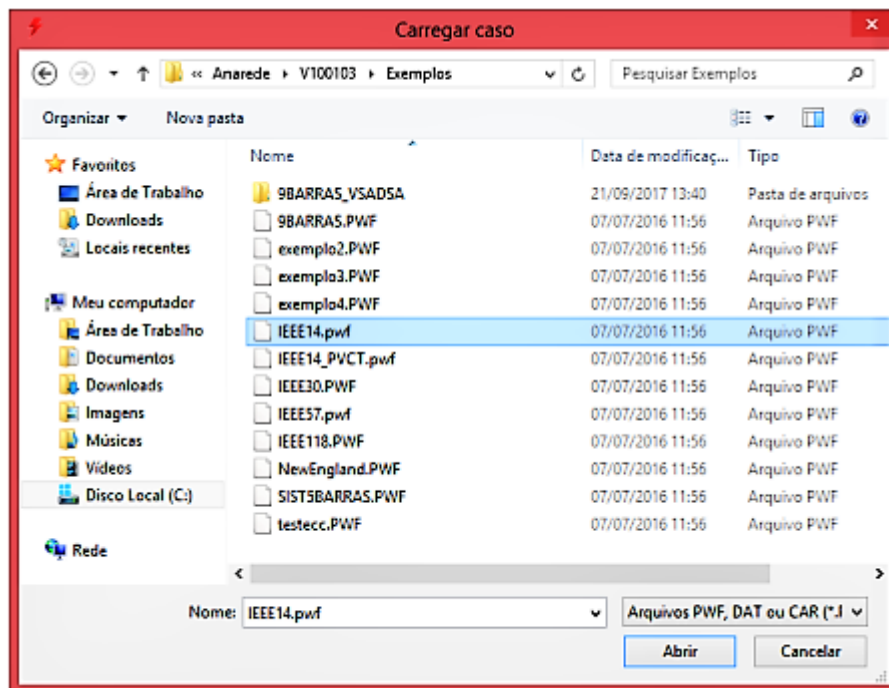 Carregar caso
« Anarede V100103 Exemplos
Pesquisar Exemplos
Organizar Nova pasta
Nome Data de modificaç... Tipo
Favoritos
Área de Trabalho
Downloads
Locais recentes
Meu computador
Área de Trabalho
Documentos
Downloads
Imagens
Músicas
Vídeos
Disco Local (C:)
Rede
9BARRAS_VSADSA 21/09/2017 13:40 Pasta de arquivos
9BARRAS.PWF 07/07/2016 11:56 Arquivo PWF
exemplo2.PWF 07/07/2016 11:56 Arquivo PWF
exemplo3.PWF 07/07/2016 11:56 Arquivo PWF
exemplo4.PWF 07/07/2016 11:56 Arquivo PWF
IEEE14.pwf 07/07/2016 11:56 Arquivo PWF
IEEE14_PVCT.pwf 07/07/2016 11:56 Arquivo PWF
IEEE30.PWF 07/07/2016 11:56 Arquivo PWF
IEEE57.pwf 07/07/2016 11:56 Arquivo PWF
IEEE118.PWF 07/07/2016 11:56 Arquivo PWF
NewEngland.PWF 07/07/2016 11:56 Arquivo PWF
SIST5BARRAS.PWF 07/07/2016 11:56 Arquivo PWF
testecc.PWF 07/07/2016 11:56 Arquivo PWF
Nome: IEEE14.pwf Arquivos PWF, DAT ou CAR (*.
Abrir Cancelar